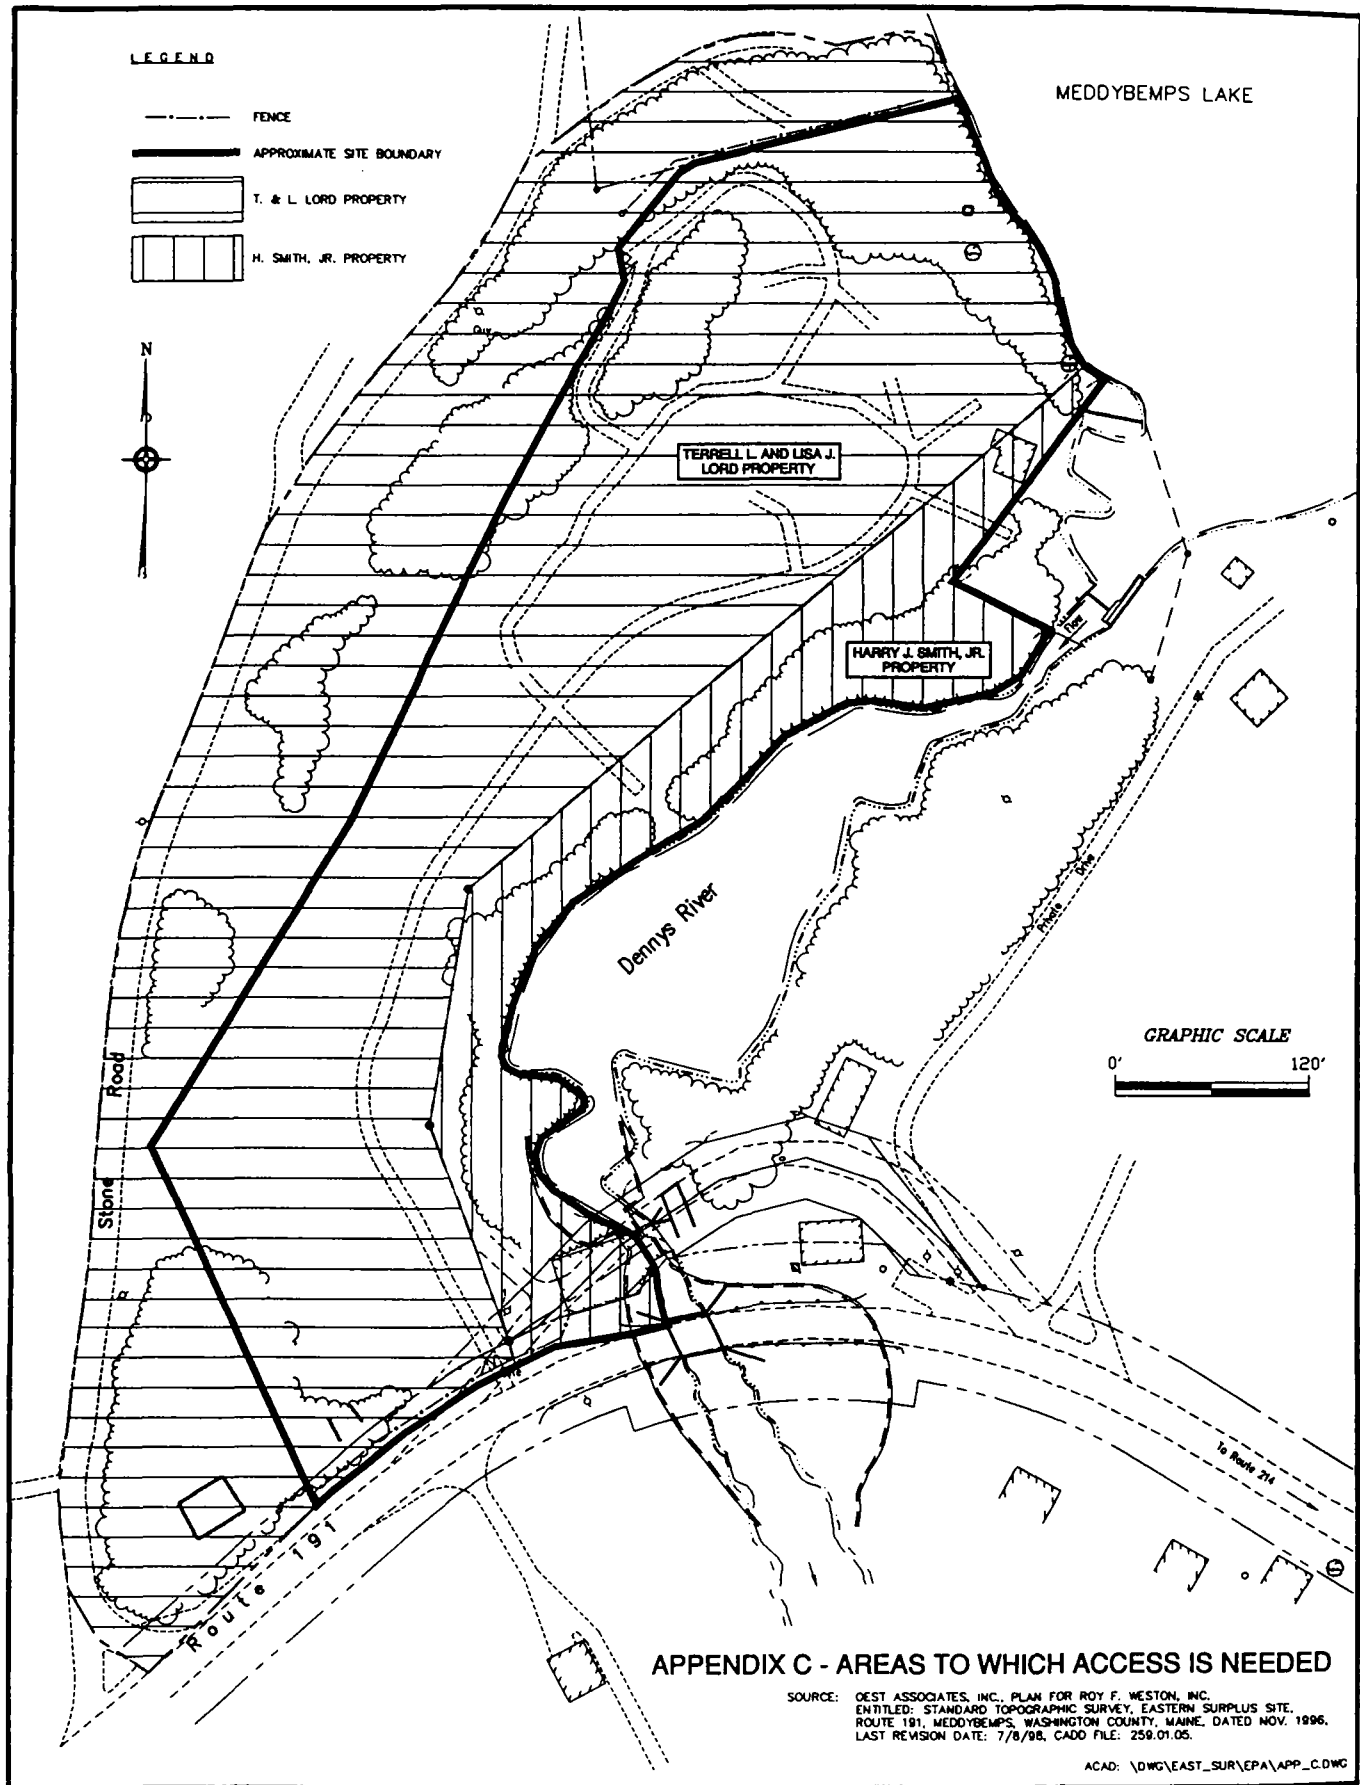 LEGEND
FENCE
APPROXIMATE SITE BOUNDARY
T. & L. LORD PROPERTY
H. SMITH, JR. PROPERTY
MEDDYBEMPS LAKE
N
TERRELL L. AND LISA J.
LORD PROPERTY
HARRY J. SMITH, JR.
PROPERTY
Flow
Dennys River
Private Drive
GRAPHIC SCALE
0' 120'
Stone Road
Route 191
To Route 214
APPENDIX C - AREAS TO WHICH ACCESS IS NEEDED
SOURCE: OEST ASSOCIATES, INC., PLAN FOR ROY F. WESTON, INC.
ENTITLED: STANDARD TOPOGRAPHIC SURVEY, EASTERN SURPLUS SITE,
ROUTE 191, MEDDYBEMPS, WASHINGTON COUNTY, MAINE, DATED NOV. 1996,
LAST REVISION DATE: 7/8/98, CADD FILE: 259.01.05.
ACAD: \DWG\EAST_SUR\EPA\APP_C.DWG